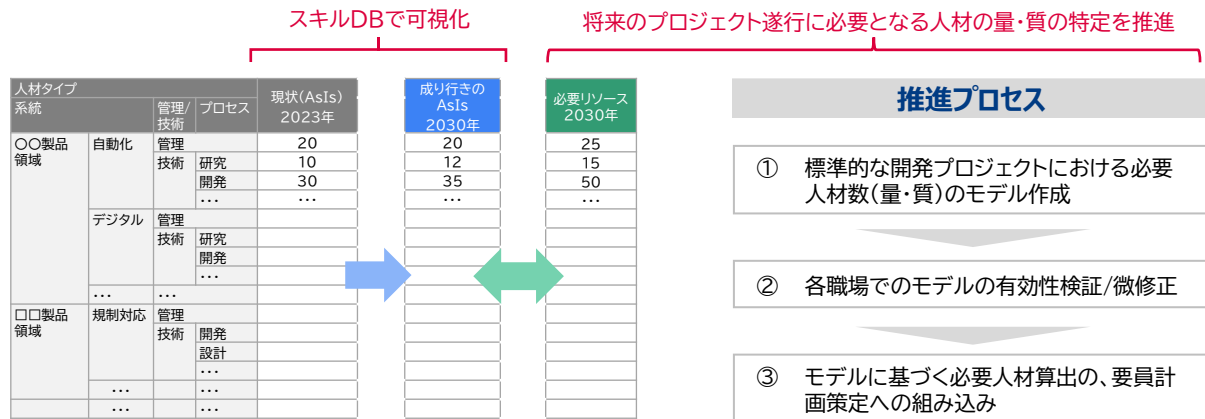 スキルDBで可視化
将来のプロジェクト遂行に必要となる人材の量・質の特定を推進
人材タイプ
系統
管理/
技術
プロセス
現状(AsIs)
2023年
成り行きの
AsIs
2030年
必要リソース
2030年
〇〇製品
領域
自動化
管理
20
20
25
技術
研究
10
12
15
開発
30
35
50
…
…
…
…
デジタル
管理
技術
研究
開発
…
…
…
□□製品
領域
規制対応
管理
技術
開発
設計
…
…
…
…
…
推進プロセス
① 標準的な開発プロジェクトにおける必要
人材数(量・質)のモデル作成
② 各職場でのモデルの有効性検証/微修正
③ モデルに基づく必要人材算出の、要員計
画策定への組み込み